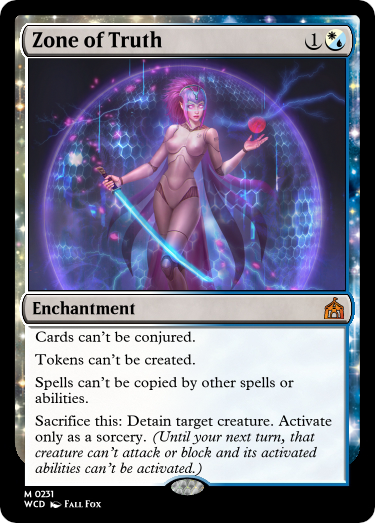 Zone of Truth 1
Enchantment
Cards can't be conjured.
Tokens can't be created.
Spells can't be copied by other spells or
abilities.
Sacrifice this: Detain target creature. Activate
only as a sorcery. (Until your next turn, that
creature can't attack or block and its activated
abilities can't be activated.)
M 0231
WCD Fall Fox